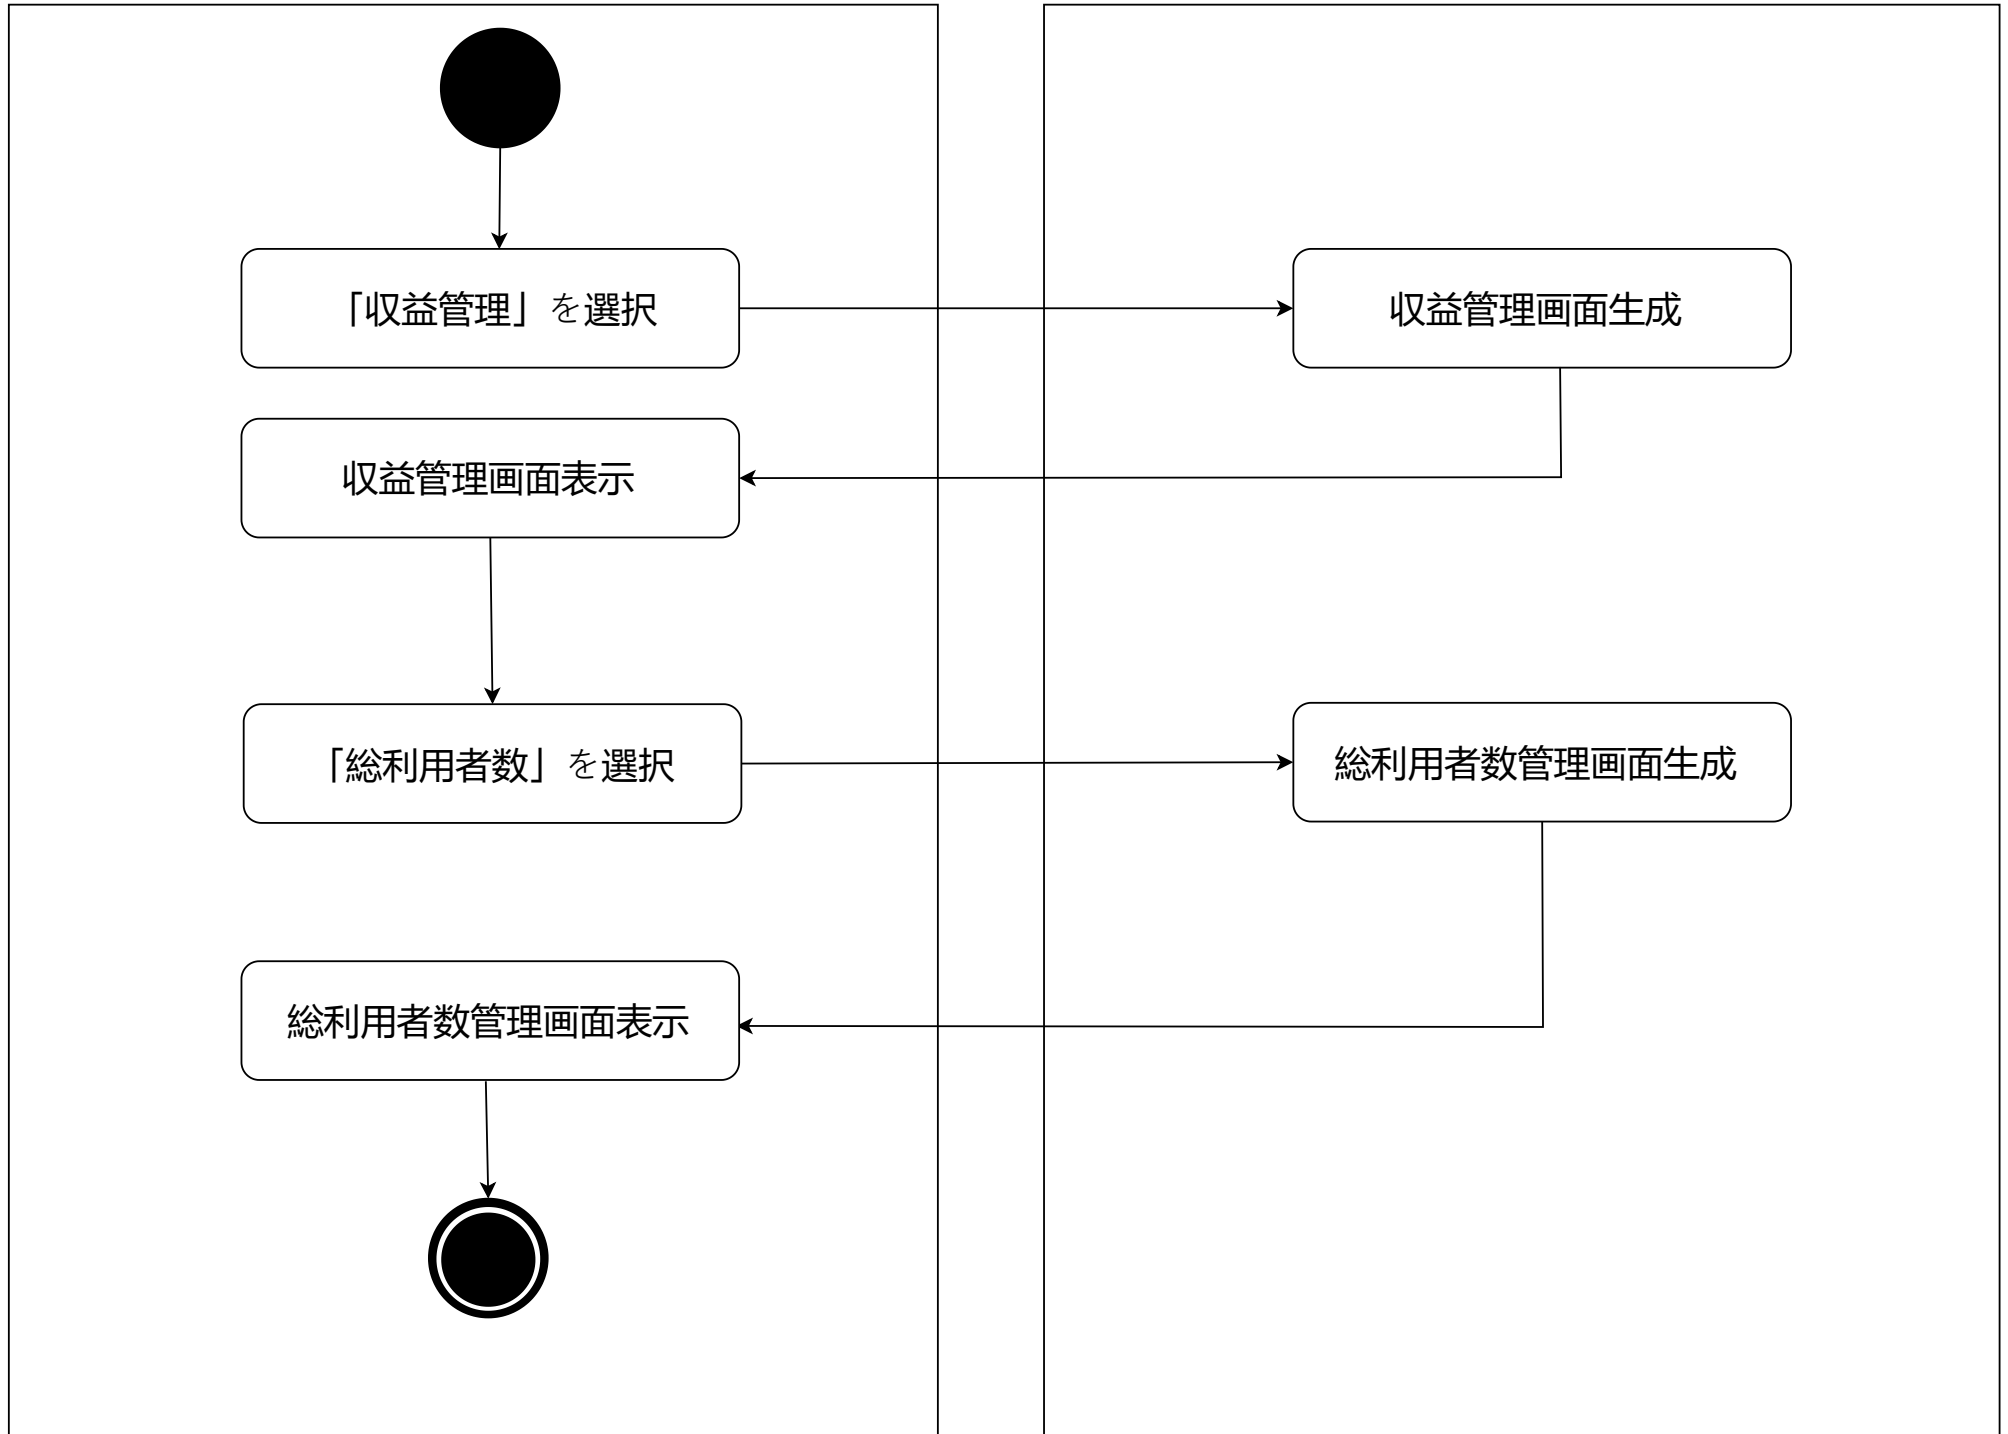 「収益管理」を選択
収益管理画面生成
収益管理画面表示
「総利用者数」を選択
総利用者数管理画面生成
総利用者数管理画面表示